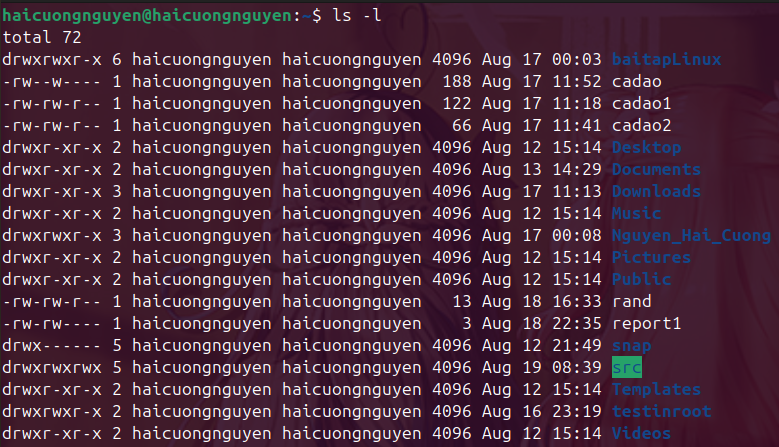 haicuongnguyen@haicuongnguyen:~$ ls -l
total 72
drwxrwxr-x 6 haicuongnguyen haicuongnguyen 4096 Aug 17 00:03 baitapLinux
-rw--w---- 1 haicuongnguyen haicuongnguyen  188 Aug 17 11:52 cadao
-rw-rw-r-- 1 haicuongnguyen haicuongnguyen  122 Aug 17 11:18 cadao1
-rw-rw-r-- 1 haicuongnguyen haicuongnguyen   66 Aug 17 11:41 cadao2
drwxr-xr-x 2 haicuongnguyen haicuongnguyen 4096 Aug 12 15:14 Desktop
drwxr-xr-x 2 haicuongnguyen haicuongnguyen 4096 Aug 13 14:29 Documents
drwxr-xr-x 3 haicuongnguyen haicuongnguyen 4096 Aug 17 11:13 Downloads
drwxr-xr-x 2 haicuongnguyen haicuongnguyen 4096 Aug 12 15:14 Music
drwxrwxr-x 3 haicuongnguyen haicuongnguyen 4096 Aug 17 00:08 Nguyen_Hai_Cuong
drwxr-xr-x 2 haicuongnguyen haicuongnguyen 4096 Aug 12 15:14 Pictures
drwxr-xr-x 2 haicuongnguyen haicuongnguyen 4096 Aug 12 15:14 Public
-rw-rw-r-- 1 haicuongnguyen haicuongnguyen   13 Aug 18 16:33 rand
-rw-rw---- 1 haicuongnguyen haicuongnguyen    3 Aug 18 22:35 report1
drwx------ 5 haicuongnguyen haicuongnguyen 4096 Aug 12 21:49 snap
drwxrwxrwx 5 haicuongnguyen haicuongnguyen 4096 Aug 19 08:39 src
drwxr-xr-x 2 haicuongnguyen haicuongnguyen 4096 Aug 12 15:14 Templates
drwxrwxr-x 2 haicuongnguyen haicuongnguyen 4096 Aug 16 23:19 testinroot
drwxr-xr-x 2 haicuongnguyen haicuongnguyen 4096 Aug 12 15:14 Videos